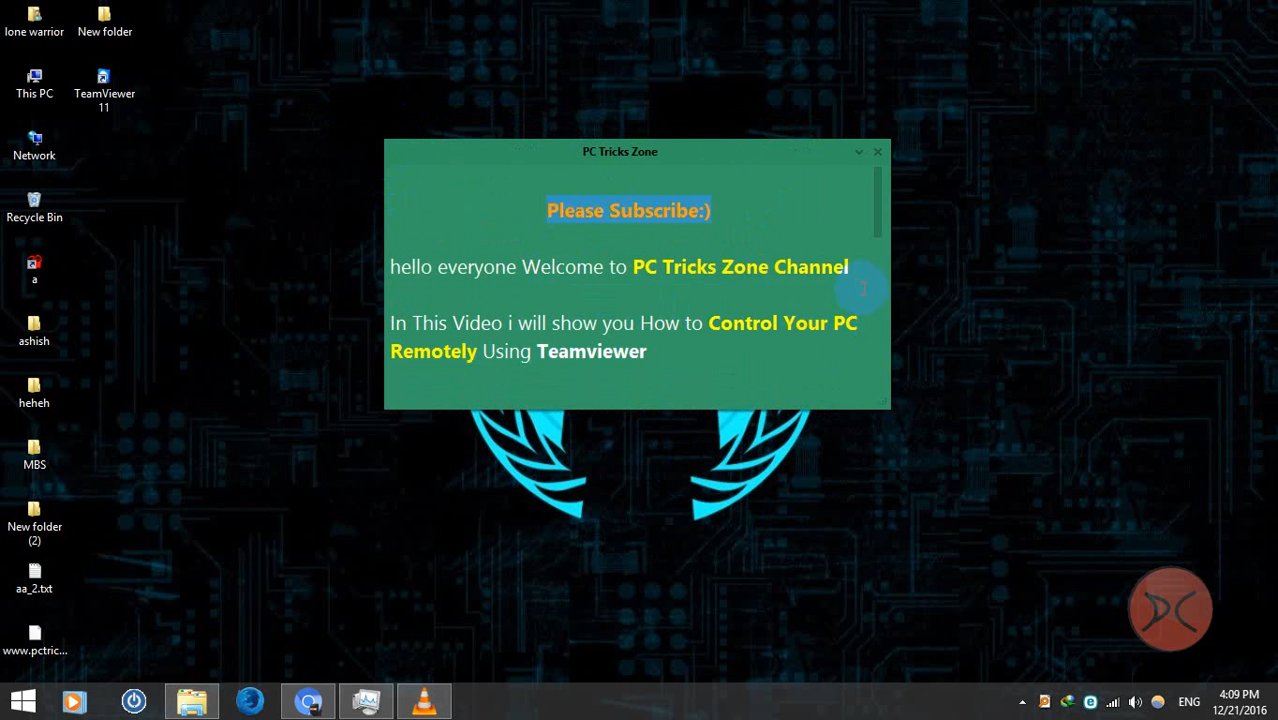 lone warrior
New folder
This PC
TeamViewer
11
Network
Recycle Bin
a
ashish
heheh
MBS
New folder
(2)
aa_2.txt
www.pctric...
PC Tricks Zone
Please Subscribe:)
hello everyone Welcome to PC Tricks Zone Channel
In This Video i will show you How to Control Your PC
Remotely Using Teamviewer
PC
ENG
4:09 PM
12/21/2016